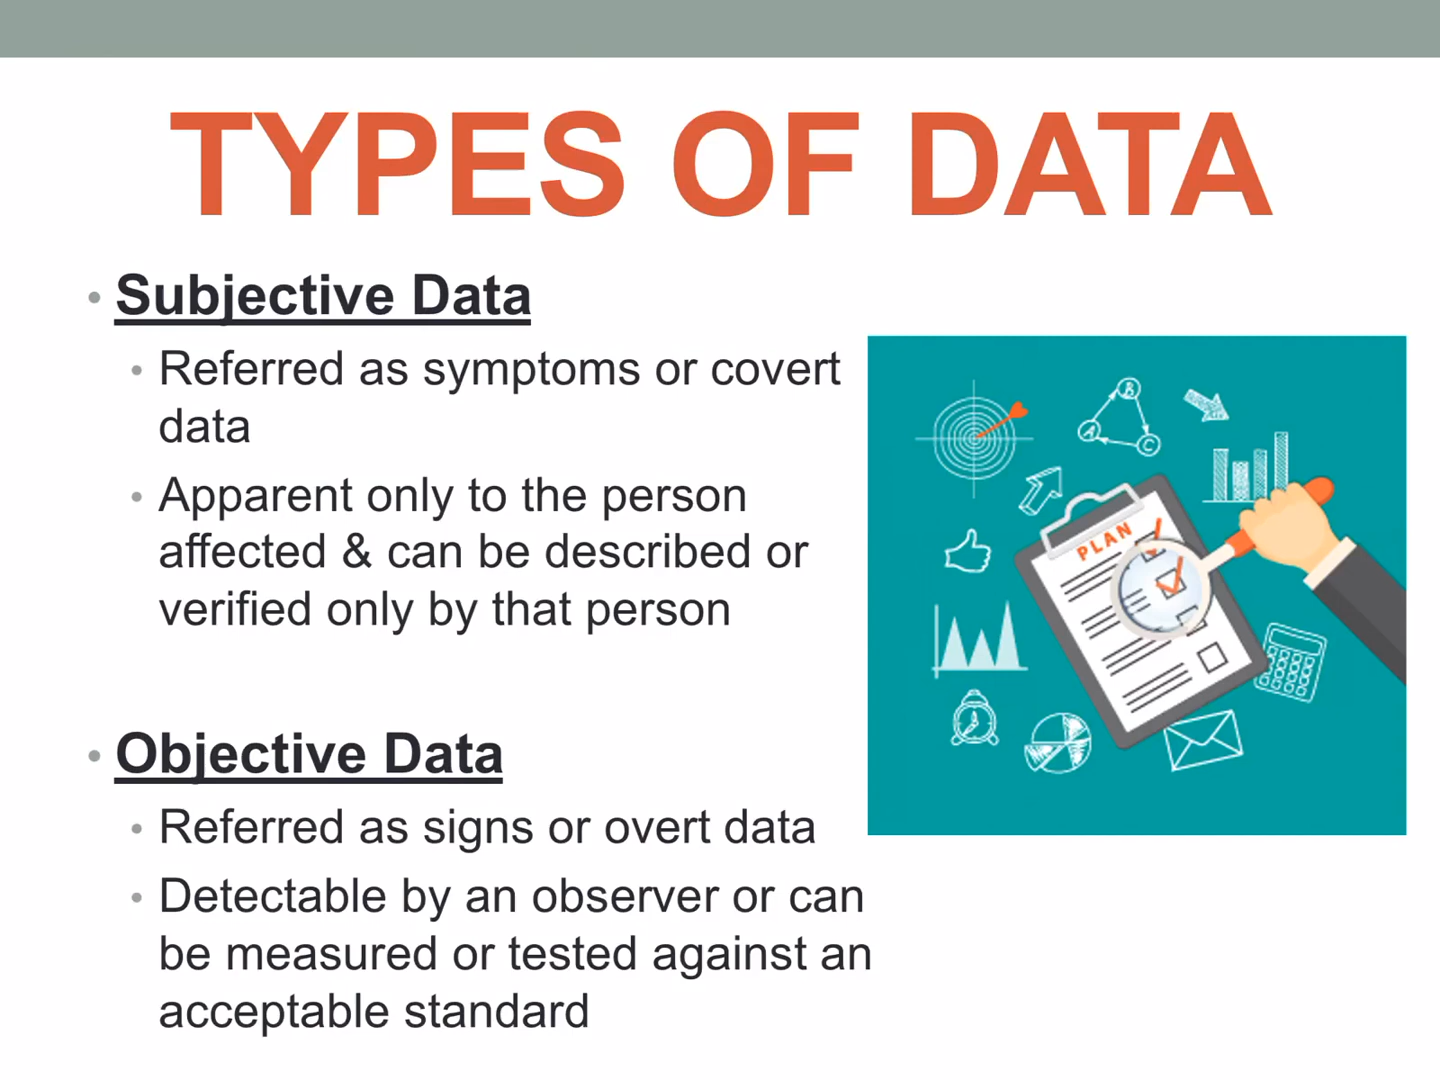 TYPES OF DATA
• Subjective Data
• Referred as symptoms or covert
data
• Apparent only to the person
affected & can be described or
verified only by that person
• Objective Data
• Referred as signs or overt data
• Detectable by an observer or can
be measured or tested against an
acceptable standard
B
A
C
PLAN